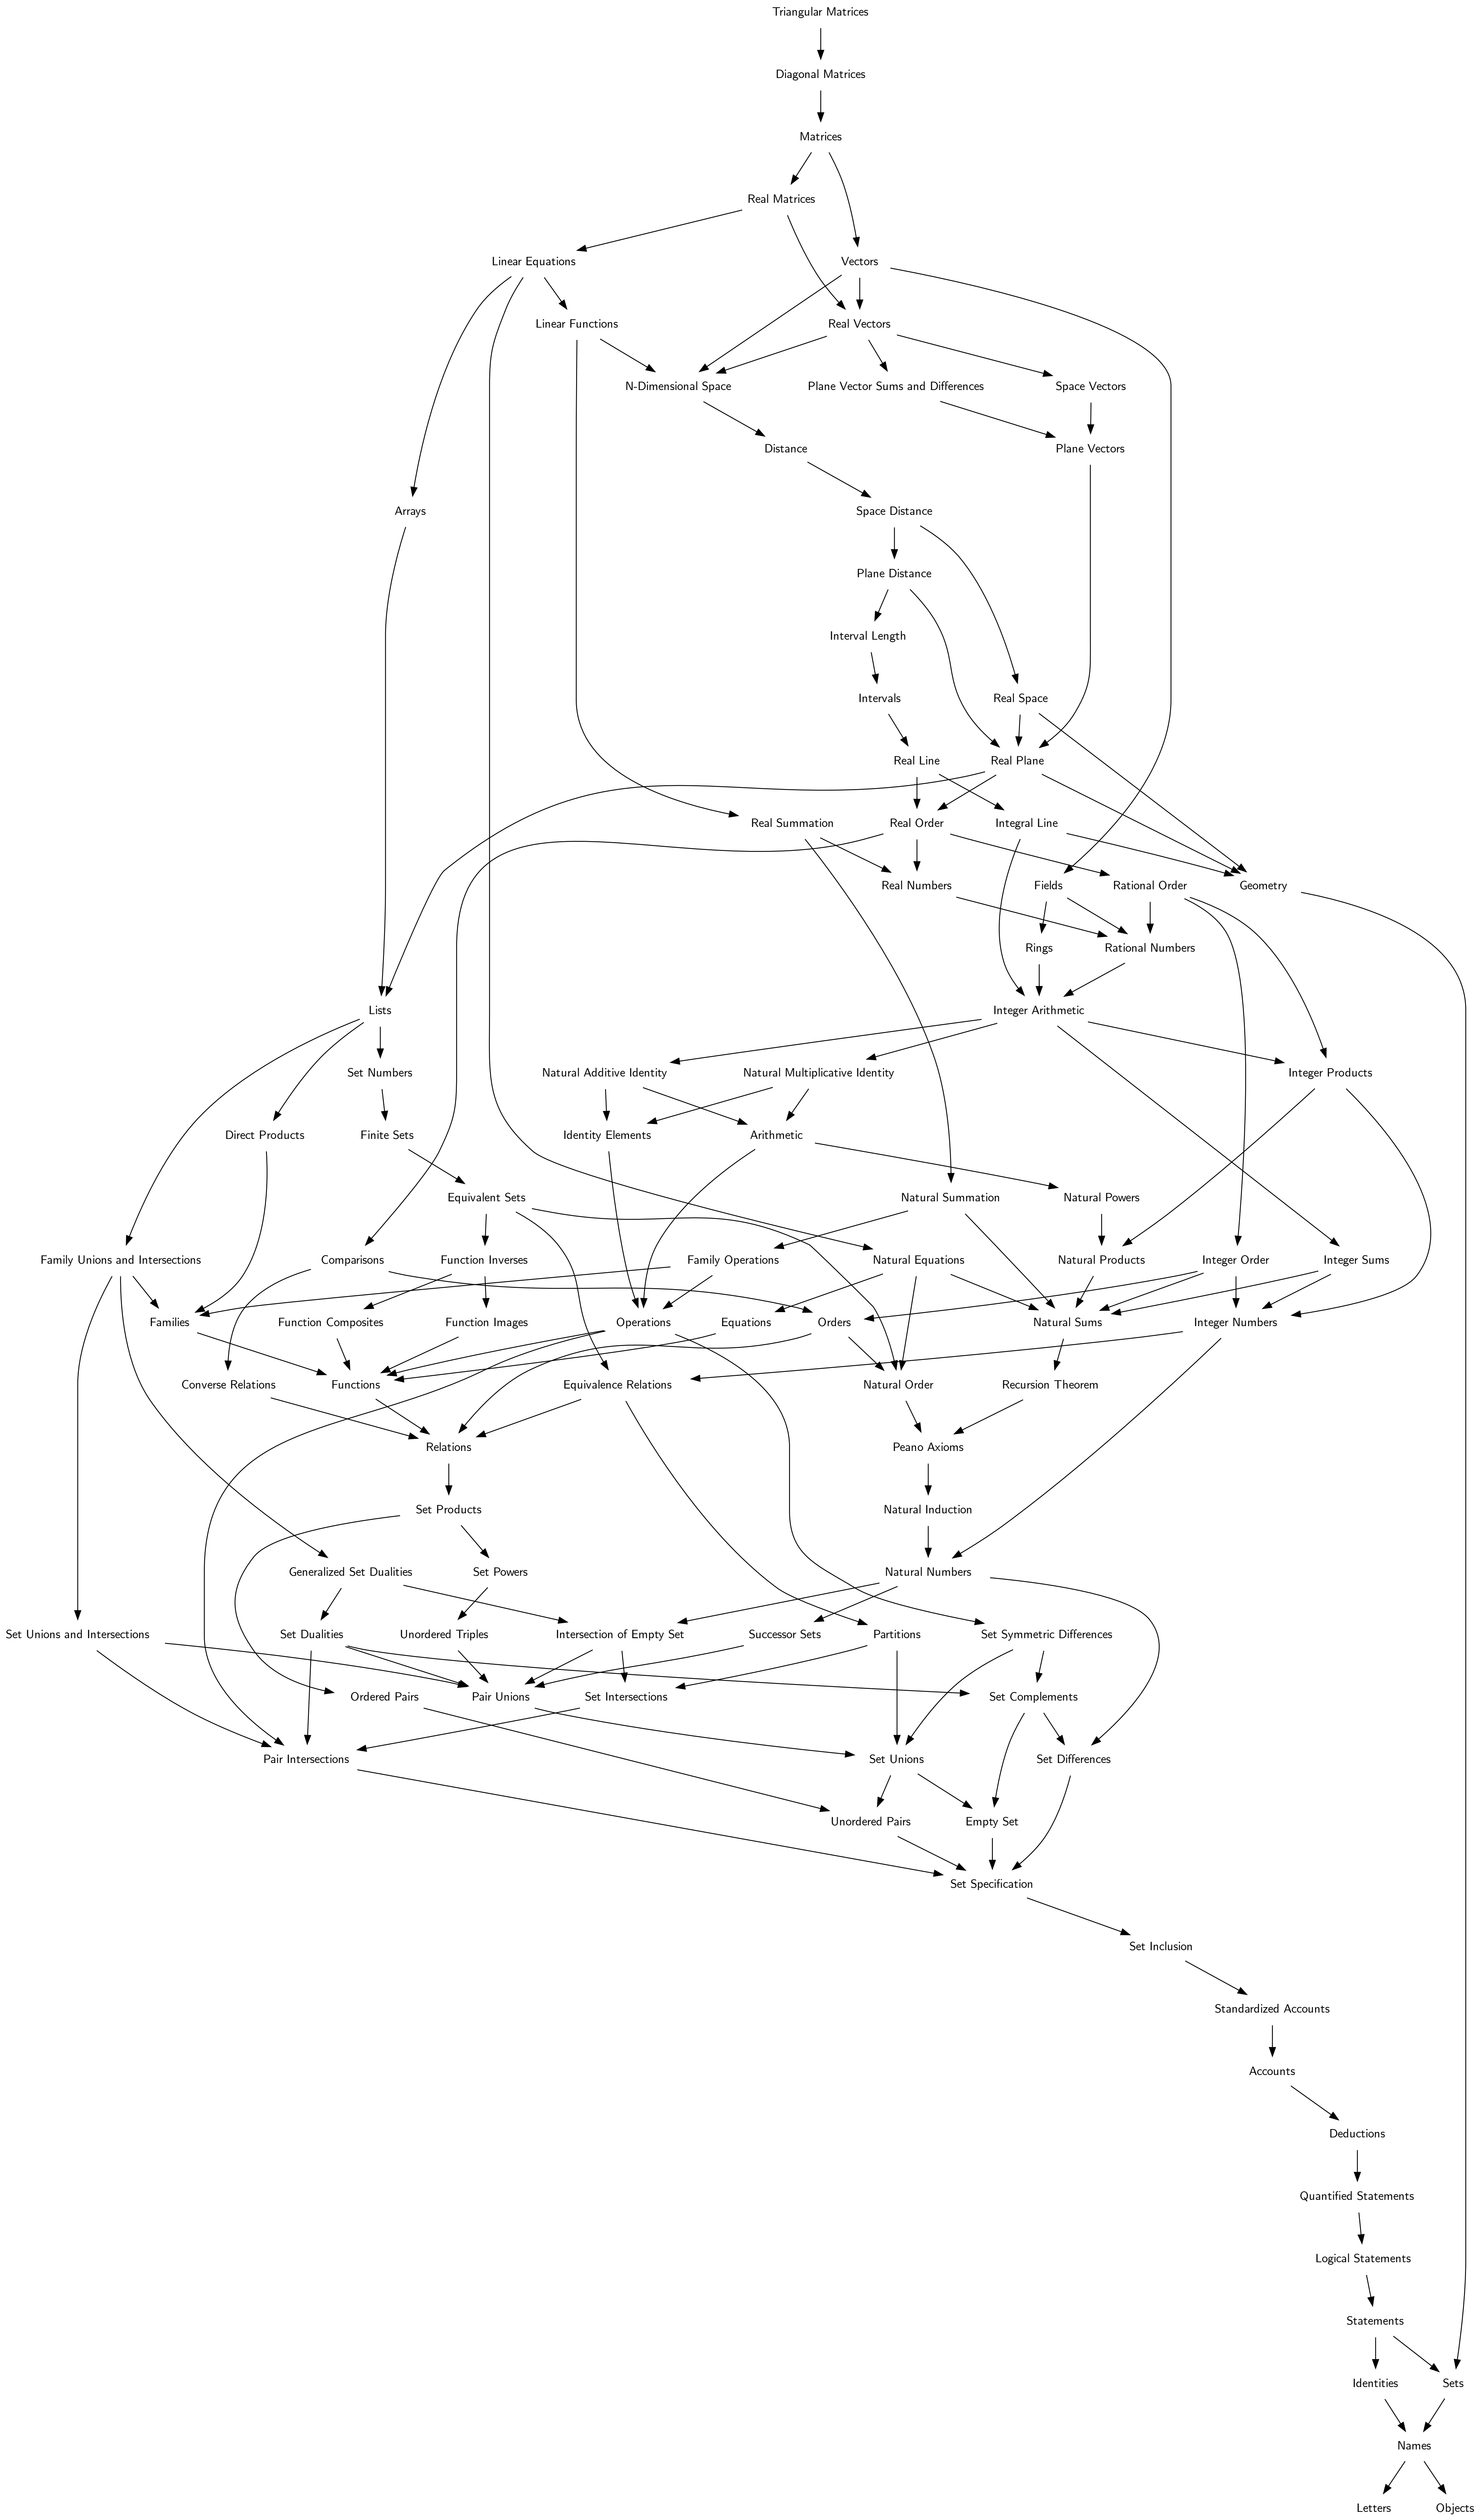 Triangular Matrices
Diagonal Matrices
Matrices
Real Matrices
Linear Equations
Vectors
Linear Functions
Real Vectors
N-Dimensional Space
Plane Vector Sums and Differences
Space Vectors
Distance
Plane Vectors
Arrays
Space Distance
Plane Distance
Interval Length
Intervals
Real Space
Real Line
Real Plane
Real Summation
Real Order
Integral Line
Real Numbers
Fields
Rational Order
Geometry
Rings
Rational Numbers
Lists
Integer Arithmetic
Set Numbers
Natural Additive Identity
Natural Multiplicative Identity
Integer Products
Direct Products
Finite Sets
Identity Elements
Arithmetic
Equivalent Sets
Natural Summation
Natural Powers
Family Unions and Intersections
Comparisons
Function Inverses
Family Operations
Natural Equations
Natural Products
Integer Order
Integer Sums
Families
Function Composites
Function Images
Operations
Equations
Orders
Natural Sums
Integer Numbers
Converse Relations
Functions
Equivalence Relations
Natural Order
Recursion Theorem
Relations
Peano Axioms
Set Products
Natural Induction
Generalized Set Dualities
Set Powers
Natural Numbers
Set Unions and Intersections
Set Dualities
Unordered Triples
Intersection of Empty Set
Successor Sets
Partitions
Set Symmetric Differences
Ordered Pairs
Pair Unions
Set Intersections
Set Complements
Pair Intersections
Set Unions
Set Differences
Unordered Pairs
Empty Set
Set Specification
Set Inclusion
Standardized Accounts
Accounts
Deductions
Quantified Statements
Logical Statements
Statements
Identities
Sets
Names
Letters
Objects